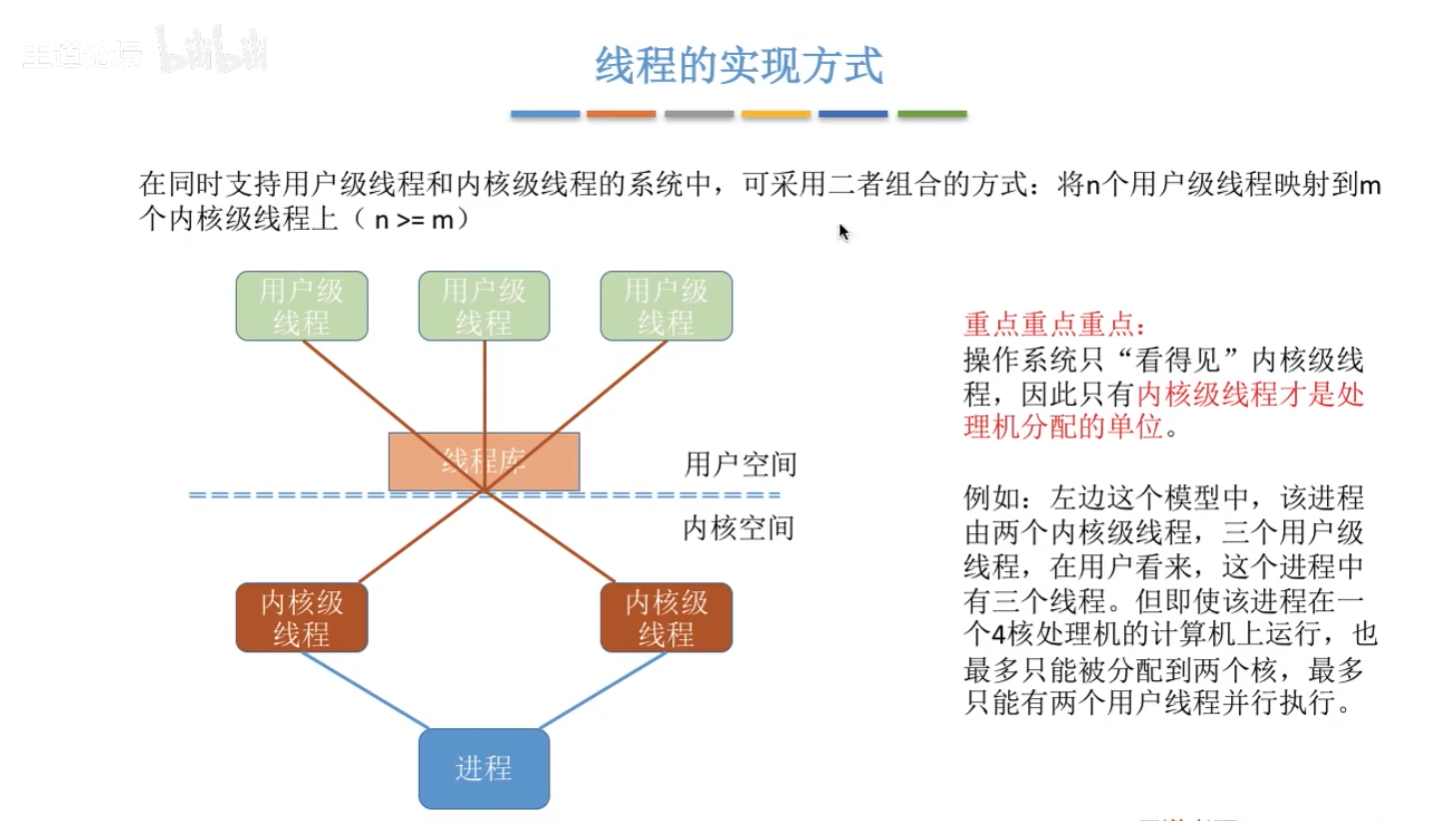 王道论坛 bilibili
线程的实现方式
在同时支持用户级线程和内核级线程的系统中，可采用二者组合的方式：将n个用户级线程映射到m
个内核级线程上（ n >= m）
用户级
线程
用户级
线程
用户级
线程
线程库
用户空间
内核空间
内核级
线程
内核级
线程
进程
重点重点重点：
操作系统只“看得见”内核级线
程，因此只有内核级线程才是处
理机分配的单位。
例如：左边这个模型中，该进程
由两个内核级线程，三个用户级
线程，在用户看来，这个进程中
有三个线程。但即使该进程在一
个4核处理机的计算机上运行，也
最多只能被分配到两个核，最多
只能有两个用户线程并行执行。